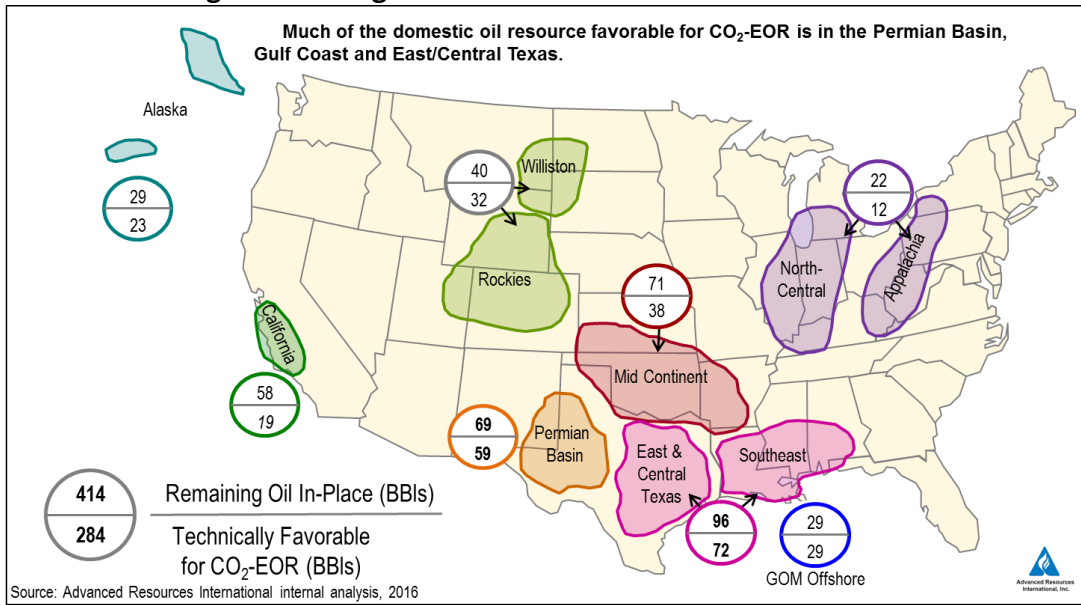 Much of the domestic oil resource favorable for CO₂-EOR is in the Permian Basin,
Gulf Coast and East/Central Texas.
Alaska
29
23
Williston
40
32
Rockies
22
12
North-
Central
Appalachia
71
38
Mid Continent
California
58
19
69
59
Permian
Basin
East &
Central
Texas
Southeast
96
72
29
29
GOM Offshore
414
284
Remaining Oil In-Place (BBls)
Technically Favorable
for CO₂-EOR (BBls)
Source: Advanced Resources International internal analysis, 2016
Advanced Resources
International, Inc.